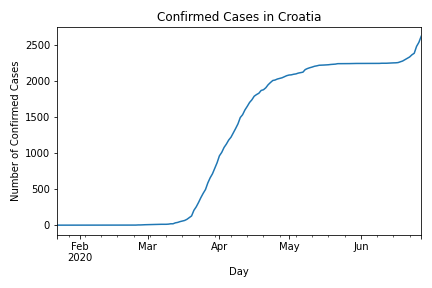 Confirmed Cases in Croatia
Number of Confirmed Cases
2500
2000
1500
1000
500
0
Feb Mar Apr May Jun
2020
Day